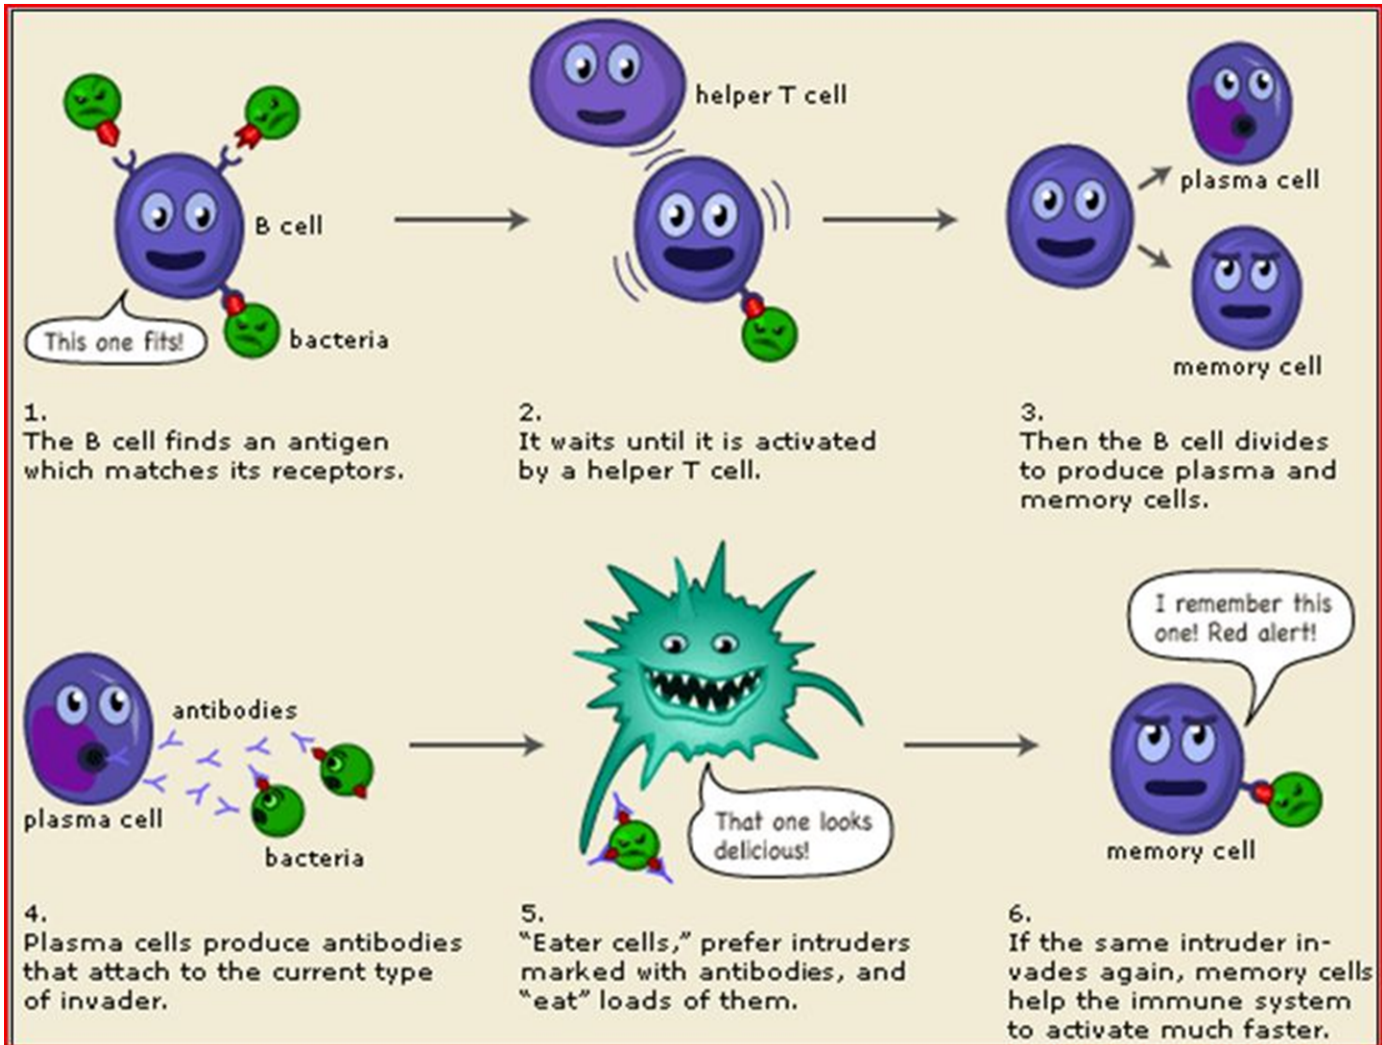 helper T cell
B cell
This one fits!
bacteria
plasma cell
memory cell
1.
The B cell finds an antigen
which matches its receptors.
2.
It waits until it is activated
by a helper T cell.
3.
Then the B cell divides
to produce plasma and
memory cells.
antibodies
plasma cell
bacteria
That one looks
delicious!
I remember this
one! Red alert!
memory cell
4.
Plasma cells produce antibodies
that attach to the current type
of invader.
5.
“Eater cells,” prefer intruders
marked with antibodies, and
“eat” loads of them.
6.
If the same intruder in-
vades again, memory cells
help the immune system
to activate much faster.